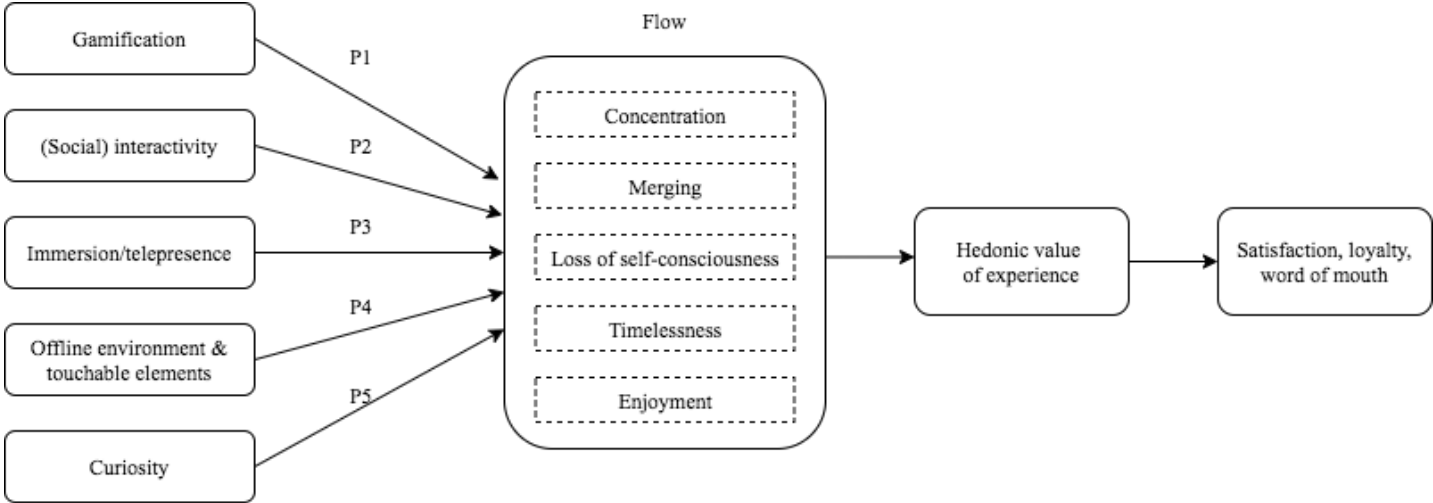 Flow
Gamification
P1
Concentration
(Social) interactivity
P2
Merging
Immersion/telepresence
P3
Loss of self-consciousness
Hedonic value
of experience
Satisfaction, loyalty,
word of mouth
Offline environment &
touchable elements
P4
Timelessness
P5
Enjoyment
Curiosity